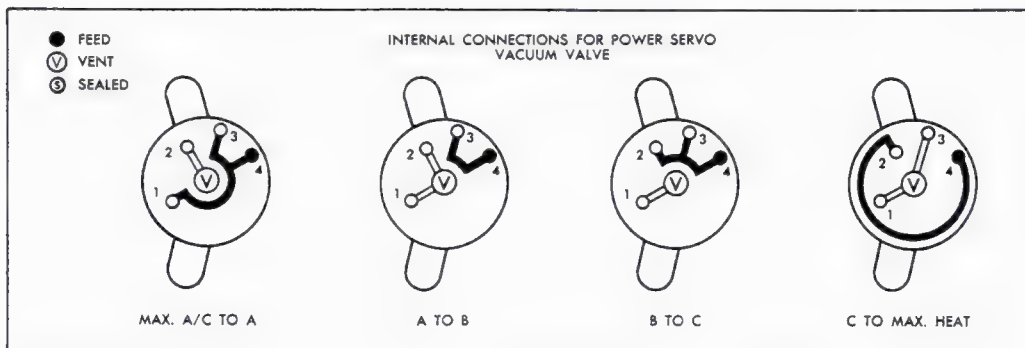 FEED
VENT
SEALED
INTERNAL CONNECTIONS FOR POWER SERVO
VACUUM VALVE
V
S
1
2
3
4
V
1
2
3
4
V
1
2
3
4
V
1
2
3
4
V
MAX. A/C TO A
A TO B
B TO C
C TO MAX. HEAT